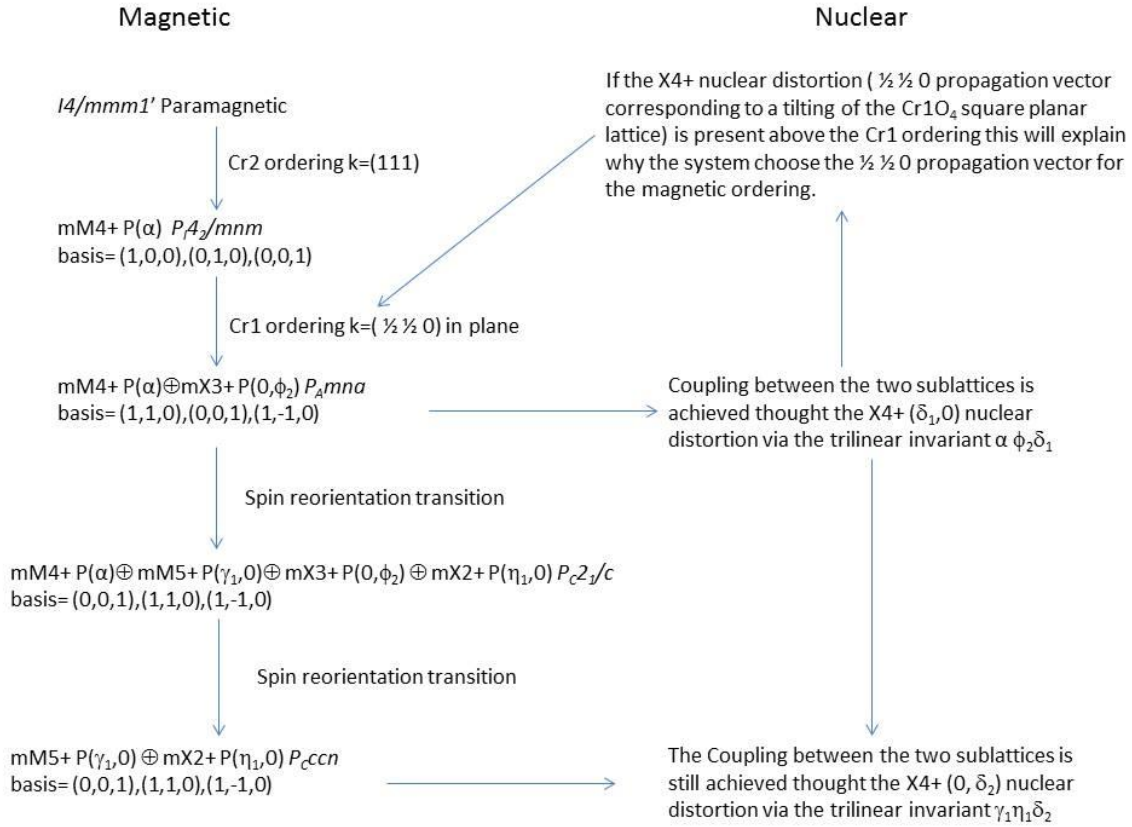 Magnetic
Nuclear
I4/mmm1' Paramagnetic
Cr2 ordering k=(111)
mM4+ P(α) P_I4_2/mnm
basis= (1,0,0),(0,1,0),(0,0,1)
Cr1 ordering k=( ½ ½ 0) in plane
mM4+ P(α)⊕mX3+ P(0,ϕ₂) P_Amna
basis= (1,1,0),(0,0,1),(1,-1,0)
Spin reorientation transition
mM4+ P(α)⊕ mM5+ P(γ₁,0)⊕ mX3+ P(0,ϕ₂) ⊕ mX2+ P(η₁,0) P_C2₁/c
basis= (0,0,1),(1,1,0),(1,-1,0)
Spin reorientation transition
mM5+ P(γ₁,0) ⊕ mX2+ P(η₁,0) P_Cccn
basis= (0,0,1),(1,1,0),(1,-1,0)
If the X4+ nuclear distortion ( ½ ½ 0 propagation vector
corresponding to a tilting of the Cr1O₄ square planar
lattice) is present above the Cr1 ordering this will explain
why the system choose the ½ ½ 0 propagation vector for
the magnetic ordering.
Coupling between the two sublattices is
achieved thought the X4+ (δ₁,0) nuclear
distortion via the trilinear invariant α ϕ₂δ₁
The Coupling between the two sublattices is
still achieved thought the X4+ (0, δ₂) nuclear
distortion via the trilinear invariant γ₁η₁δ₂